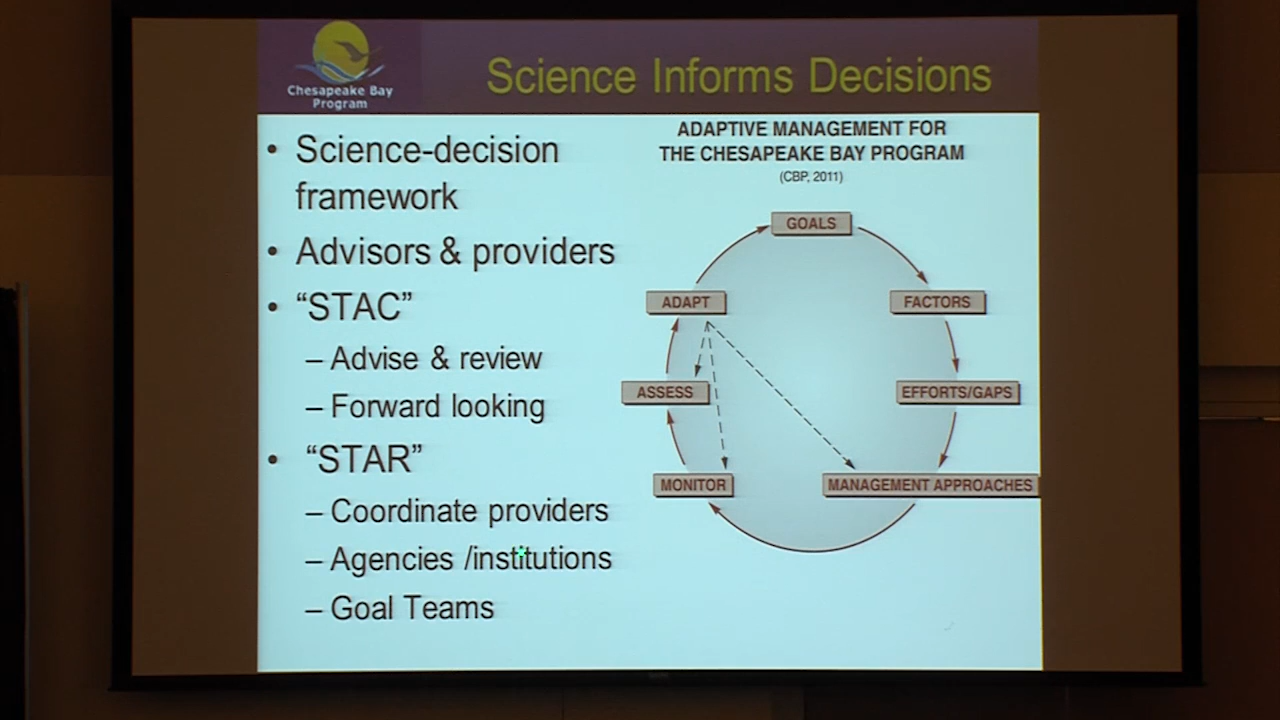 Chesapeake Bay
Program
Science Informs Decisions
• Science-decision
framework
• Advisors & providers
• “STAC”
– Advise & review
– Forward looking
• “STAR”
– Coordinate providers
– Agencies /institutions
– Goal Teams
ADAPTIVE MANAGEMENT FOR
THE CHESAPEAKE BAY PROGRAM
(CBP, 2011)
GOALS
ADAPT
FACTORS
ASSESS
EFFORTS/GAPS
MONITOR
MANAGEMENT APPROACHES